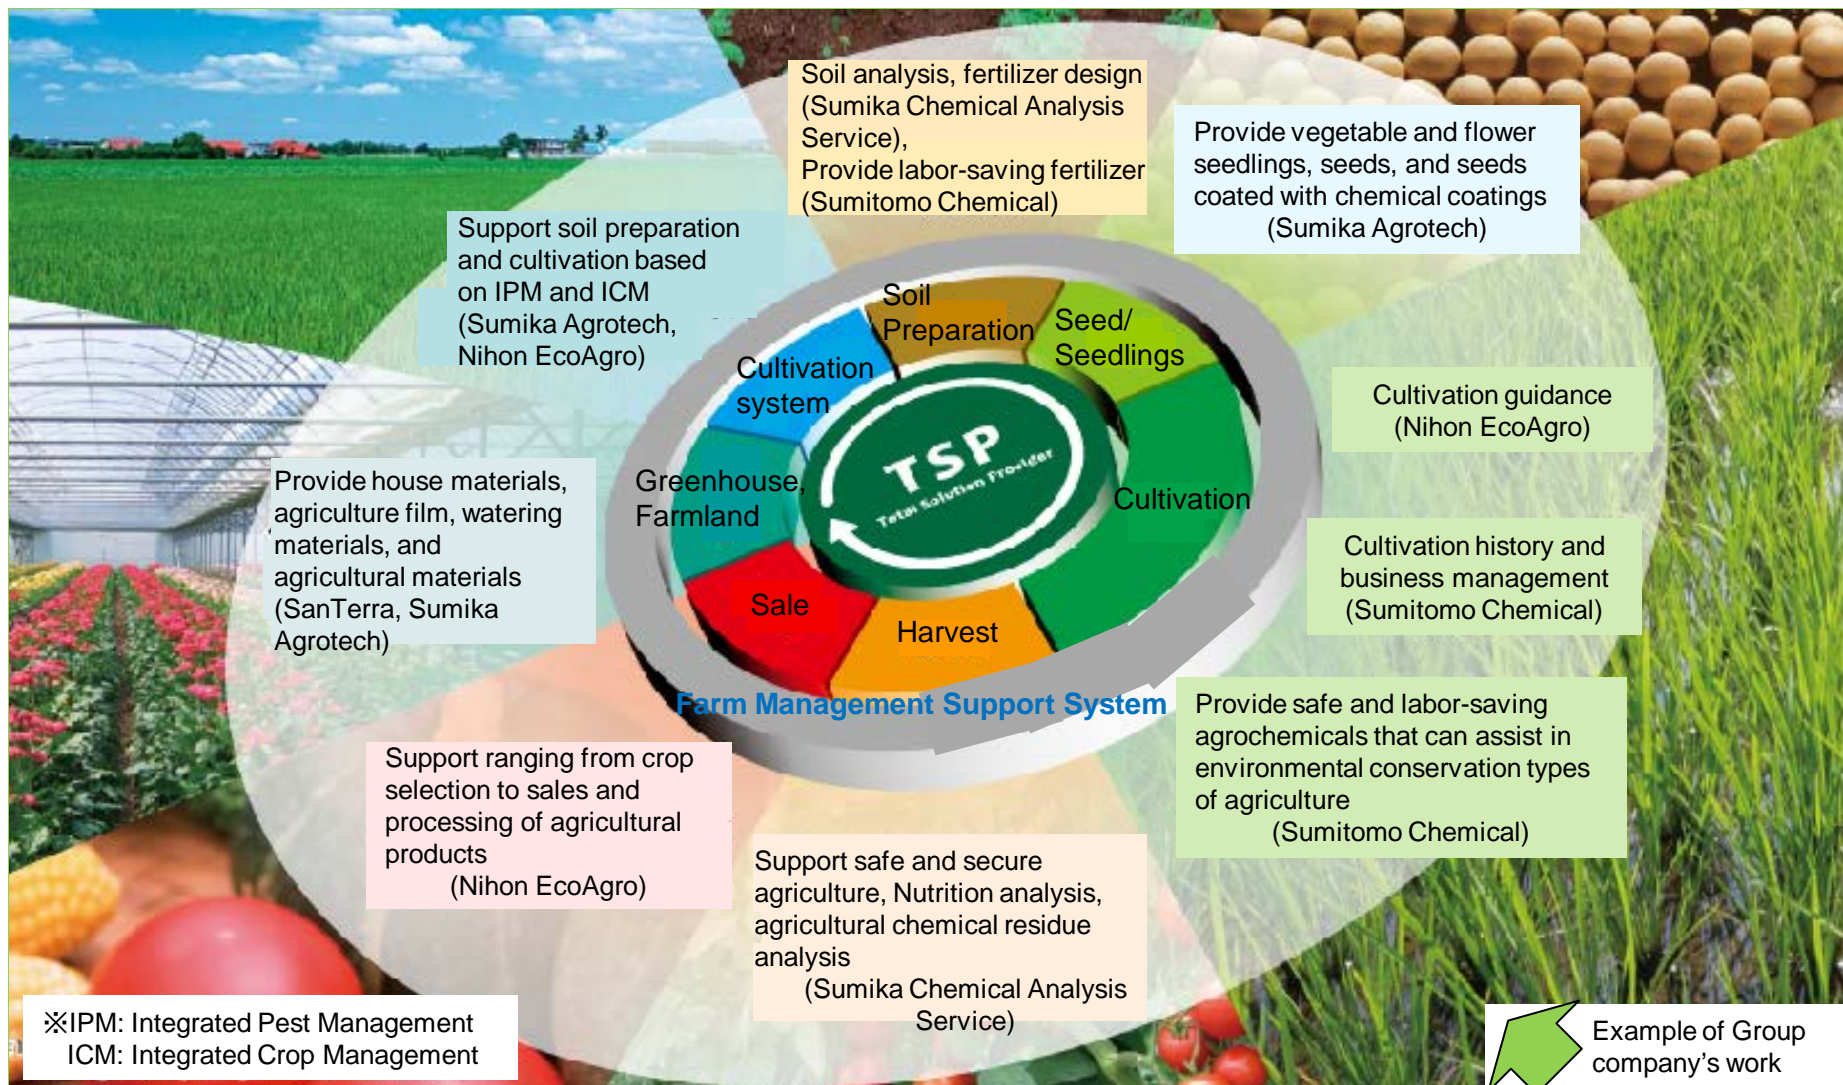 Soil analysis, fertilizer design
(Sumika Chemical Analysis
Service),
Provide labor-saving fertilizer
(Sumitomo Chemical)
Provide vegetable and flower
seedlings, seeds, and seeds
coated with chemical coatings
(Sumika Agrotech)
Support soil preparation
and cultivation based
on IPM and ICM
(Sumika Agrotech,
Nihon EcoAgro)
Soil
Preparation
Seed/
Seedlings
Cultivation
system
Cultivation guidance
(Nihon EcoAgro)
TSP
Total Solution Provider
Greenhouse,
Farmland
Cultivation
Provide house materials,
agriculture film, watering
materials, and
agricultural materials
(SanTerra, Sumika
Agrotech)
Cultivation history and
business management
(Sumitomo Chemical)
Sale
Harvest
Farm Management Support System
Provide safe and labor-saving
agrochemicals that can assist in
environmental conservation types
of agriculture
(Sumitomo Chemical)
Support ranging from crop
selection to sales and
processing of agricultural
products
(Nihon EcoAgro)
Support safe and secure
agriculture, Nutrition analysis,
agricultural chemical residue
analysis
(Sumika Chemical Analysis
Service)
※IPM: Integrated Pest Management
ICM: Integrated Crop Management
Example of Group
company’s work